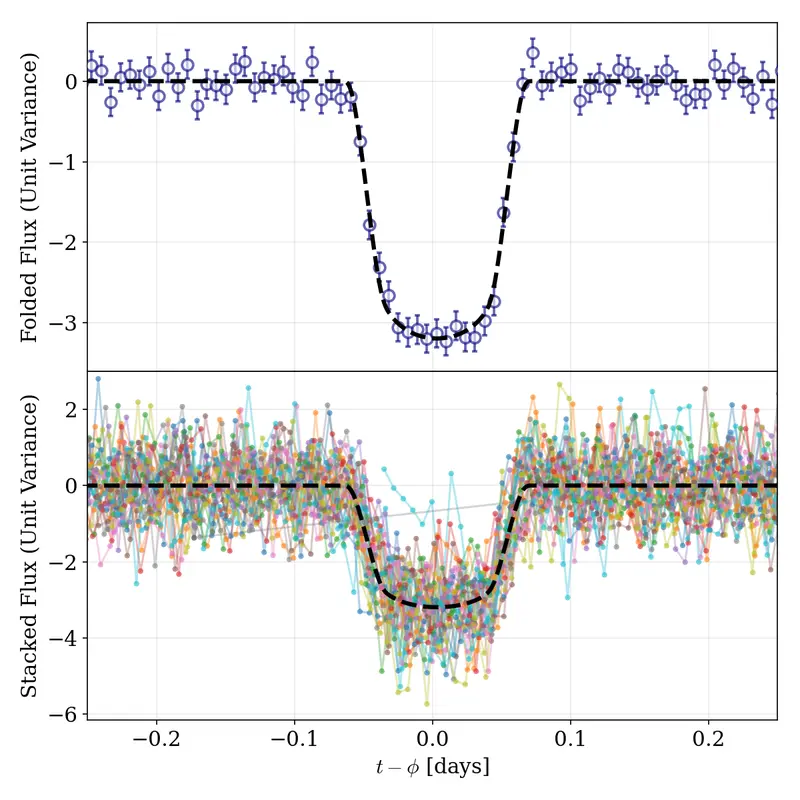 Folded Flux (Unit Variance)
0
−1
−2
−3
Stacked Flux (Unit Variance)
2
0
−2
−4
−6
−0.2 −0.1 0.0 0.1 0.2
t − ϕ [days]